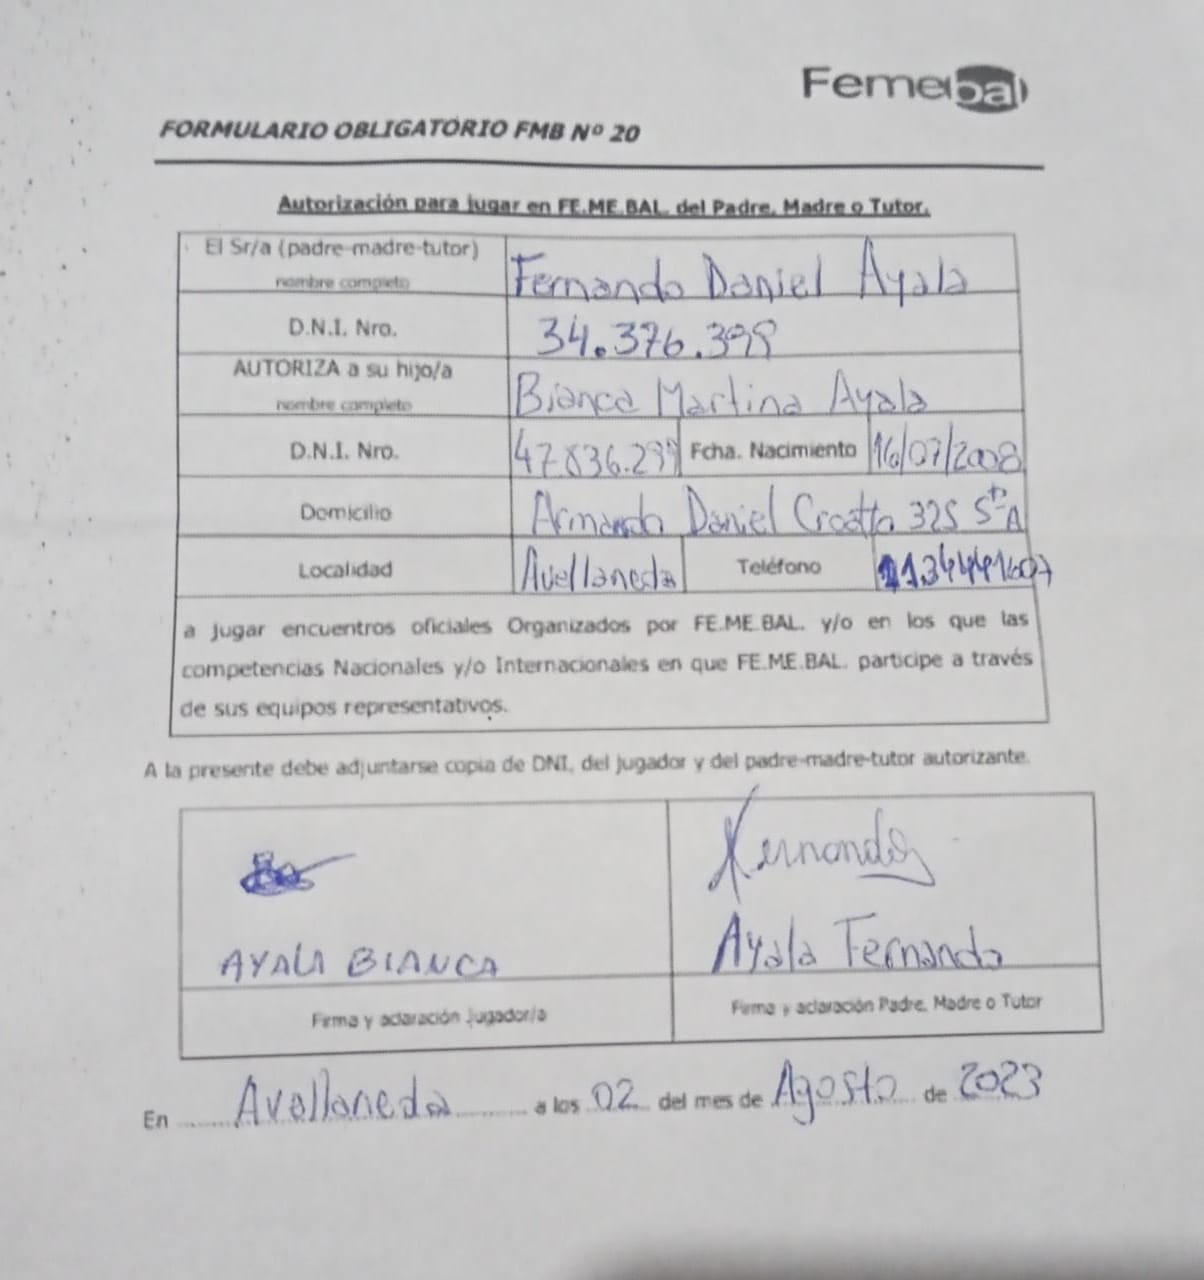 Femebal
FORMULARIO OBLIGATORIO FMB Nº 20
Autorización para jugar en FE.ME.BAL. del Padre, Madre o Tutor.
El Sr/a (padre-madre-tutor) nombre completo Fernando Daniel Ayala
D.N.I. Nro. 34.376.399
AUTORIZA a su hijo/a nombre completo Bianca Martina Ayala
D.N.I. Nro. 47836.299 Fcha. Nacimiento 16/07/2008
Domicilio Armando Daniel Croatto 325
Localidad Avellaneda Teléfono 1134441607
a jugar encuentros oficiales Organizados por FE.ME.BAL. y/o en los que las
competencias Nacionales y/o Internacionales en que FE.ME.BAL. participe a través
de sus equipos representativos.
A la presente debe adjuntarse copia de DNI, del jugador y del padre-madre-tutor autorizante.
Fernando
AYALA BIANCA Ayala Fernando
Firma y aclaración jugador/a Firma y aclaración Padre, Madre o Tutor
En Avellaneda a los 02 del mes de Agosto de 2023